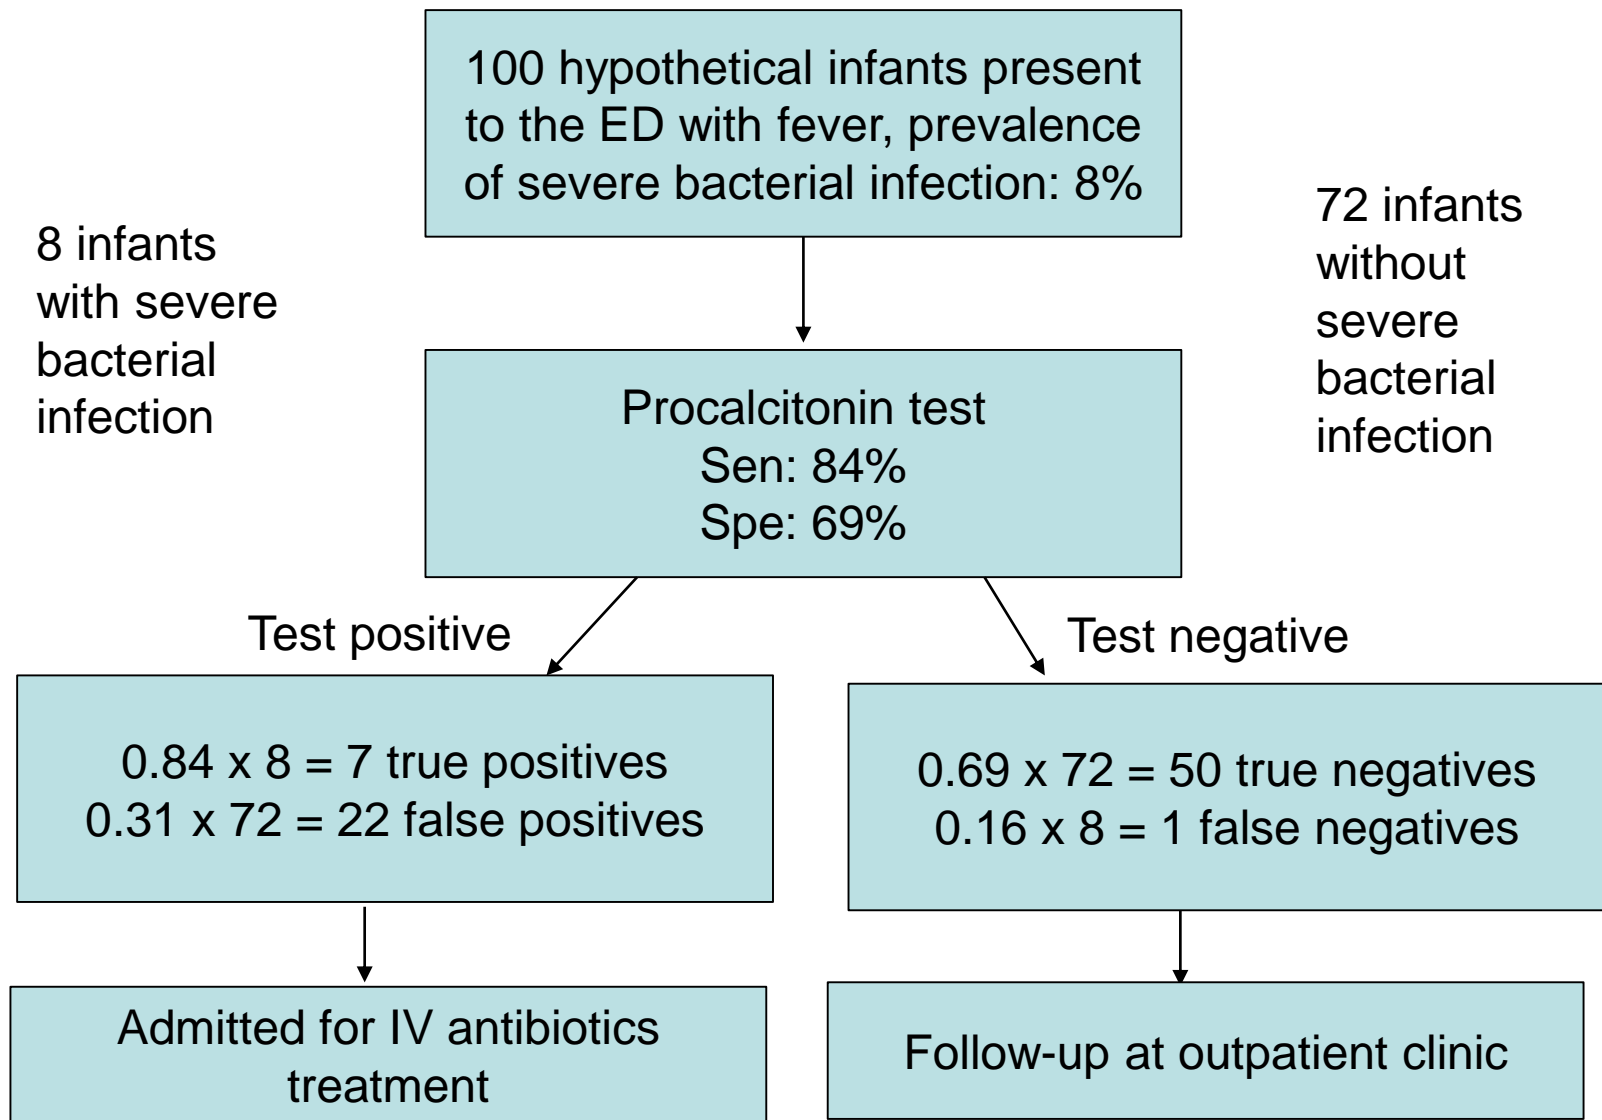 100 hypothetical infants present
to the ED with fever, prevalence
of severe bacterial infection: 8%
8 infants
with severe
bacterial
infection
72 infants
without
severe
bacterial
infection
Procalcitonin test
Sen: 84%
Spe: 69%
Test positive
Test negative
0.84 x 8 = 7 true positives
0.31 x 72 = 22 false positives
0.69 x 72 = 50 true negatives
0.16 x 8 = 1 false negatives
Admitted for IV antibiotics
treatment
Follow-up at outpatient clinic